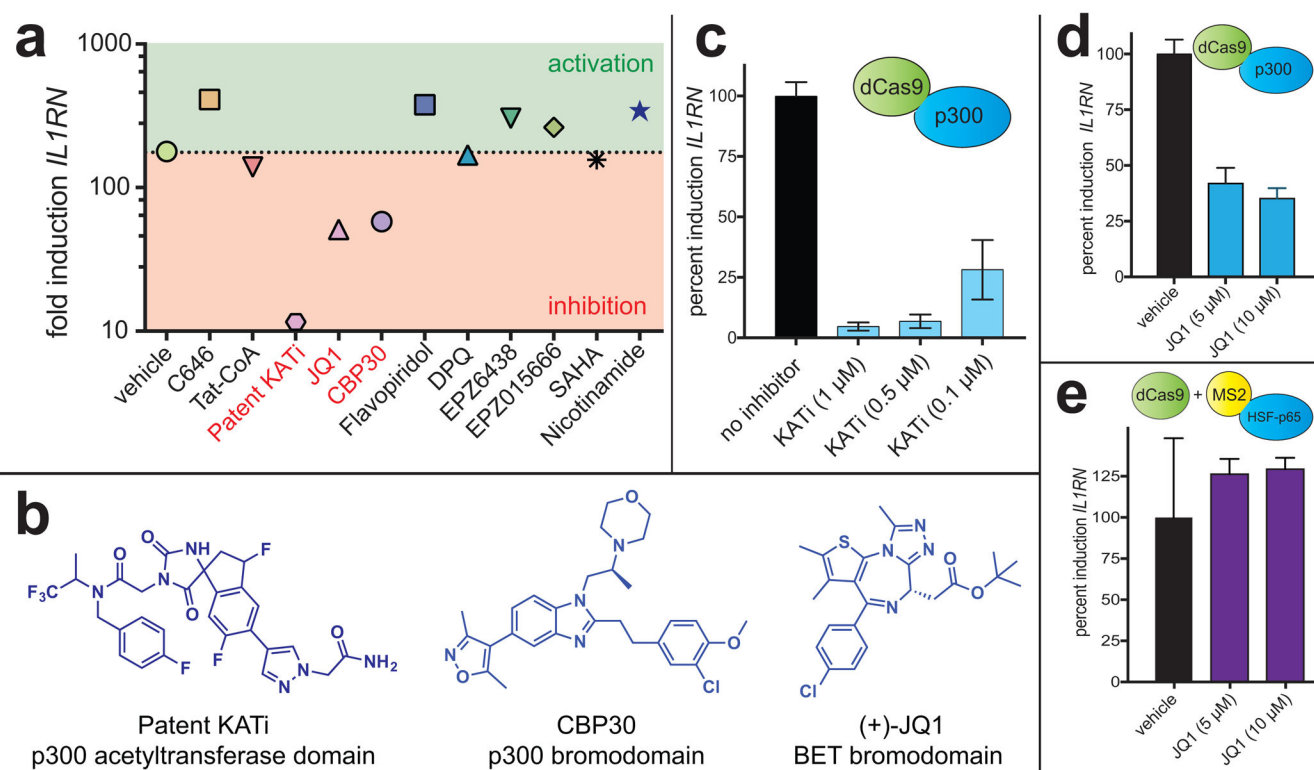 a
fold induction IL1RN
1000
100
10
activation
inhibition
vehicle
C646
Tat-CoA
Patent KATi
JQ1
CBP30
Flavopiridol
DPQ
EPZ6438
EPZ015666
SAHA
Nicotinamide
b
O
NH
F
O
N
O
F3C
N
O
F
F
N
N
O
NH2
Patent KATi
p300 acetyltransferase domain
O
N
N
N
N
O
O
Cl
CBP30
p300 bromodomain
S
N
N
N
N
O
O
Cl
(+)-JQ1
BET bromodomain
c
percent induction IL1RN
100
75
50
25
0
dCas9
p300
no inhibitor
KATi (1 µM)
KATi (0.5 µM)
KATi (0.1 µM)
d
percent induction IL1RN
100
75
50
25
0
dCas9
p300
vehicle
JQ1 (5 µM)
JQ1 (10 µM)
e
dCas9 + MS2
HSF-p65
percent induction IL1RN
125
100
75
50
25
0
vehicle
JQ1 (5 µM)
JQ1 (10 µM)